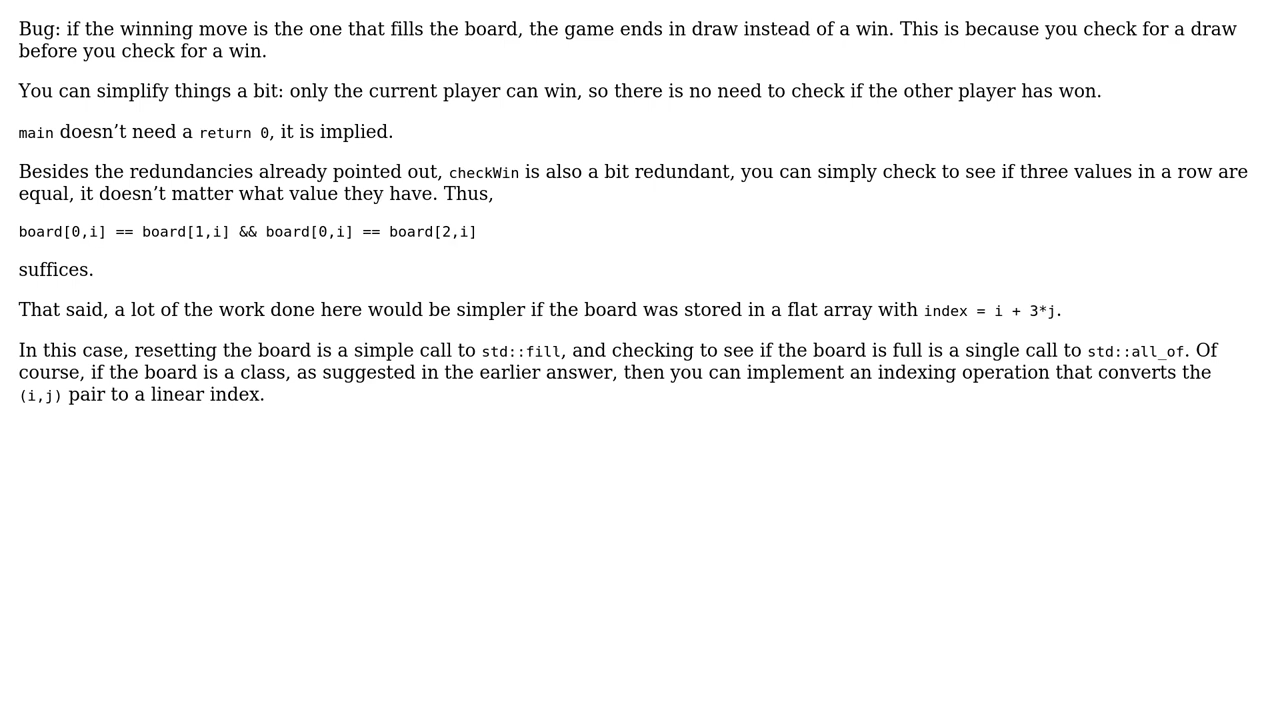 Bug: if the winning move is the one that fills the board, the game ends in draw instead of a win. This is because you check for a draw
before you check for a win.
You can simplify things a bit: only the current player can win, so there is no need to check if the other player has won.
main doesn’t need a return 0, it is implied.
Besides the redundancies already pointed out, checkWin is also a bit redundant, you can simply check to see if three values in a row are
equal, it doesn’t matter what value they have. Thus,
board[0,i] == board[1,i] && board[0,i] == board[2,i]
suffices.
That said, a lot of the work done here would be simpler if the board was stored in a flat array with index = i + 3*j.
In this case, resetting the board is a simple call to std::fill, and checking to see if the board is full is a single call to std::all_of. Of
course, if the board is a class, as suggested in the earlier answer, then you can implement an indexing operation that converts the
(i,j) pair to a linear index.